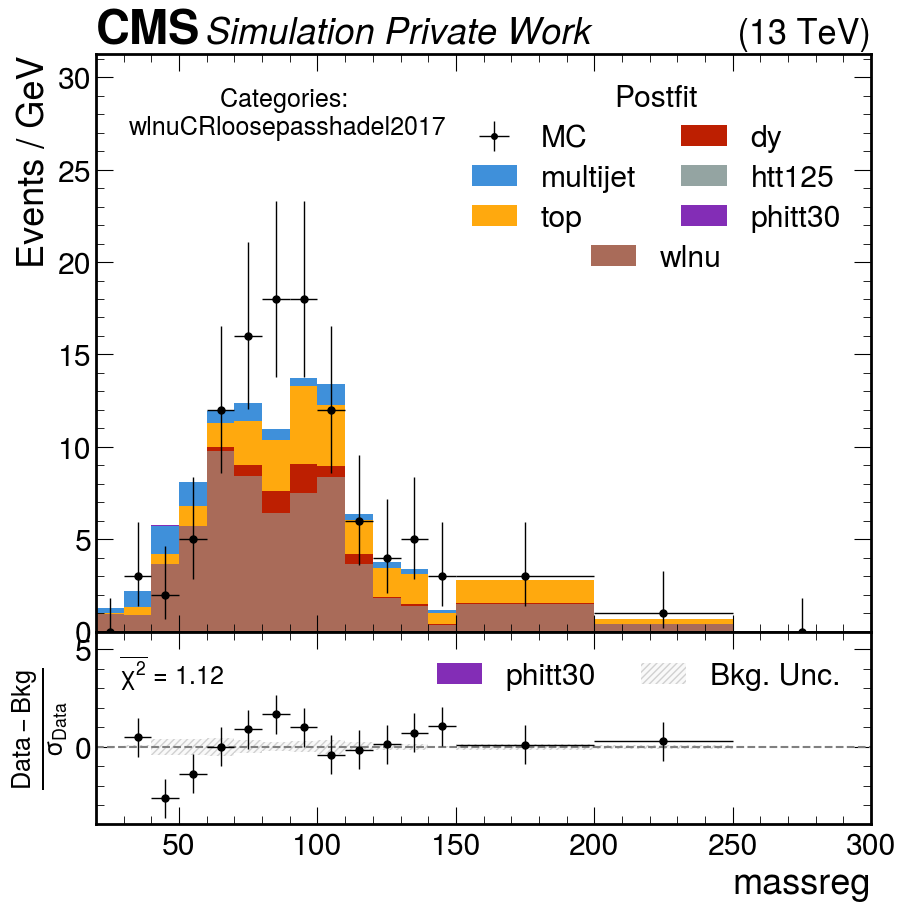 CMS Simulation Private Work (13 TeV)
Events / GeV
Categories:
wlnuCRloosepasshadel2017
Postfit
MC
dy
multijet
htt125
top
phitt30
wlnu
30
25
20
15
10
5
0
χ² = 1.12
phitt30
Bkg. Unc.
Data – Bkg
σData
5
0
50 100 150 200 250 300
massreg